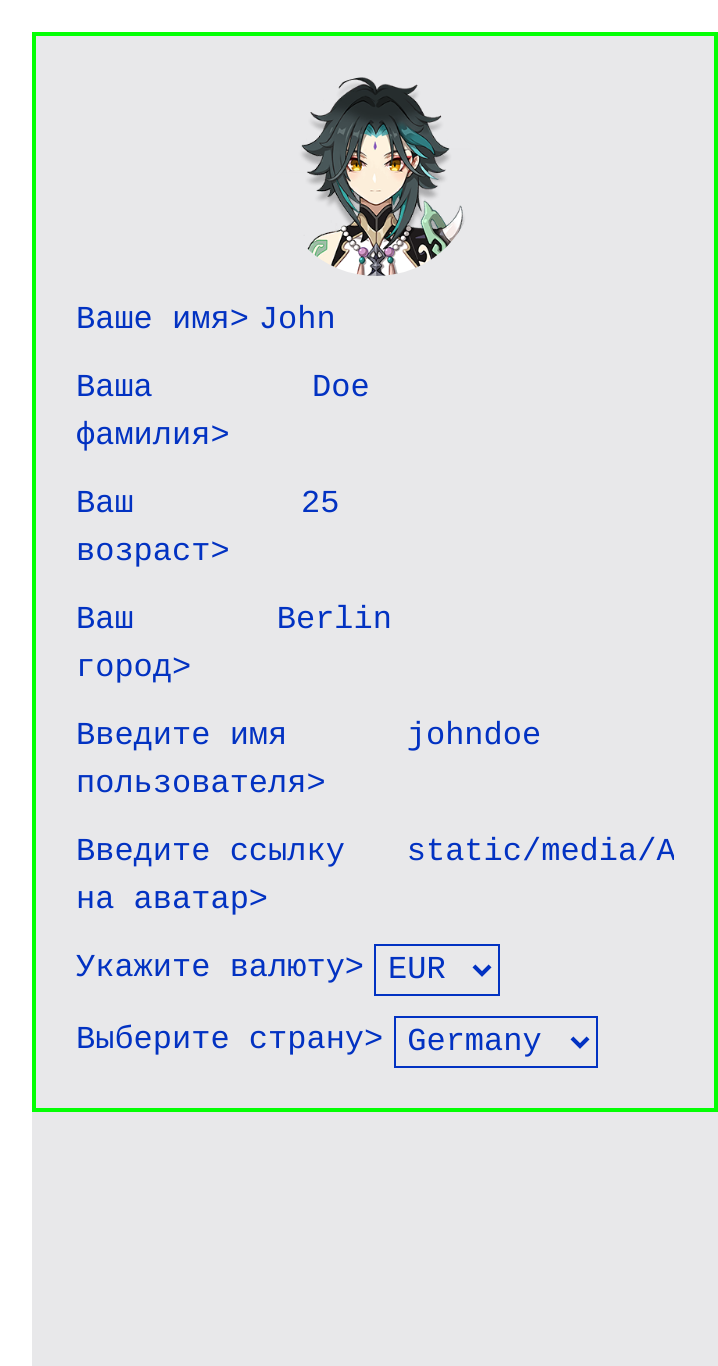 Ваше имя> John
Ваша Doe
фамилия>
Ваш 25
возраст>
Ваш Berlin
город>
Введите имя johndoe
пользователя>
Введите ссылку static/media/A
на аватар>
Укажите валюту> EUR
Выберите страну> Germany